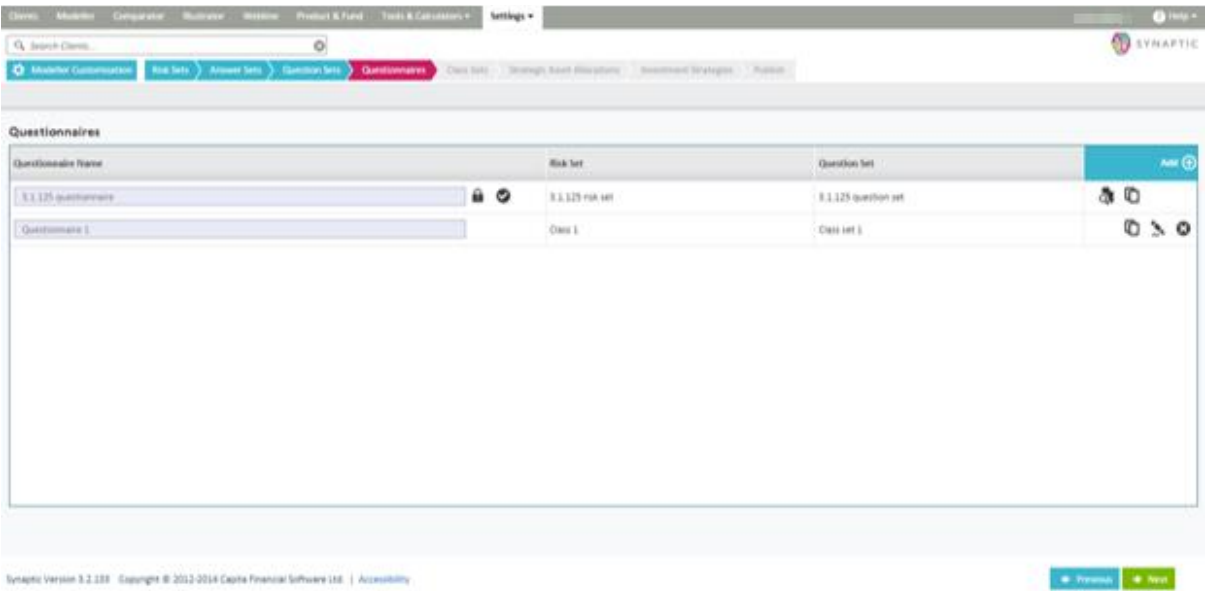 Clients Modeller Comparator Illustrator Webline Product & Fund Tools & Calculators Settings Help
Search Clients...
SYNAPTIC
Modeller Customisation Risk Sets Answer Sets Question Sets Questionnaires Class Sets Strategic Asset Allocations Investment Strategies Publish
Questionnaires
Questionnaire Name Risk Set Question Set Add
3.1.125 questionnaire 3.1.125 risk set 3.1.125 question set
Questionnaire 1 Class 1 Class set 1
Synaptic Version 3.2.133 Copyright © 2012-2014 Capita Financial Software Ltd. | Accessibility
Previous Next